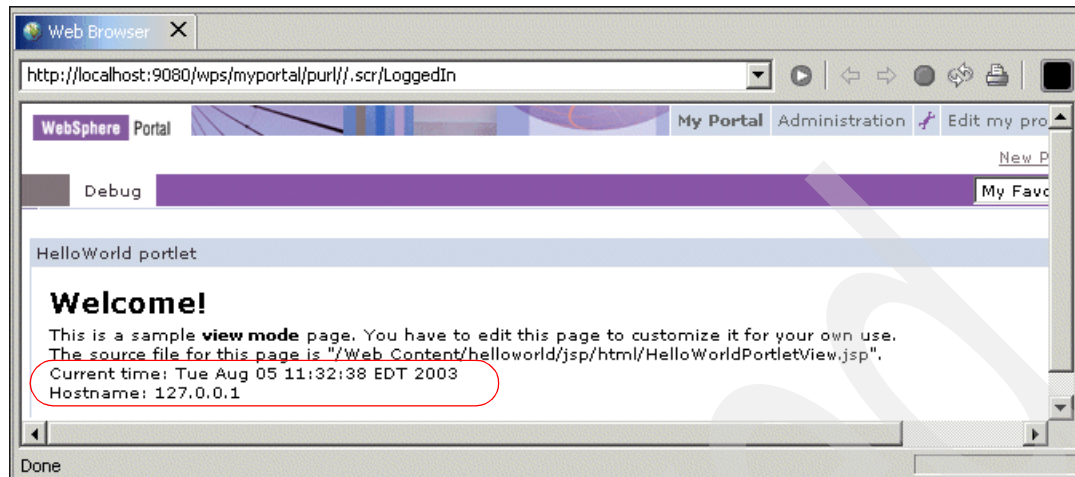 Web Browser
http://localhost:9080/wps/myportal/purl//.scr/LoggedIn
WebSphere Portal
My Portal Administration Edit my pro
New P
Debug
My Favo
HelloWorld portlet
Welcome!
This is a sample view mode page. You have to edit this page to customize it for your own use.
The source file for this page is "/Web Content/helloworld/jsp/html/HelloWorldPortletView.jsp".
Current time: Tue Aug 05 11:32:38 EDT 2003
Hostname: 127.0.0.1
Done